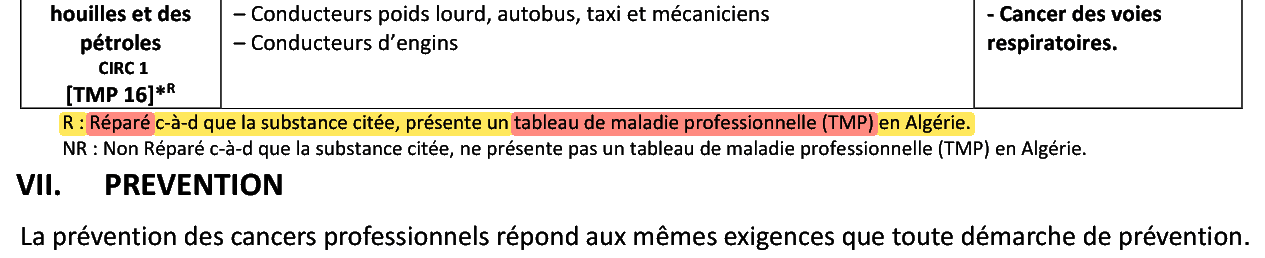 houilles et des
pétroles
CIRC 1
[TMP 16]*R
– Conducteurs poids lourd, autobus, taxi et mécaniciens
– Conducteurs d’engins
- Cancer des voies
respiratoires.
R : Réparé c-à-d que la substance citée, présente un tableau de maladie professionnelle (TMP) en Algérie.
NR : Non Réparé c-à-d que la substance citée, ne présente pas un tableau de maladie professionnelle (TMP) en Algérie.
VII. PREVENTION
La prévention des cancers professionnels répond aux mêmes exigences que toute démarche de prévention.